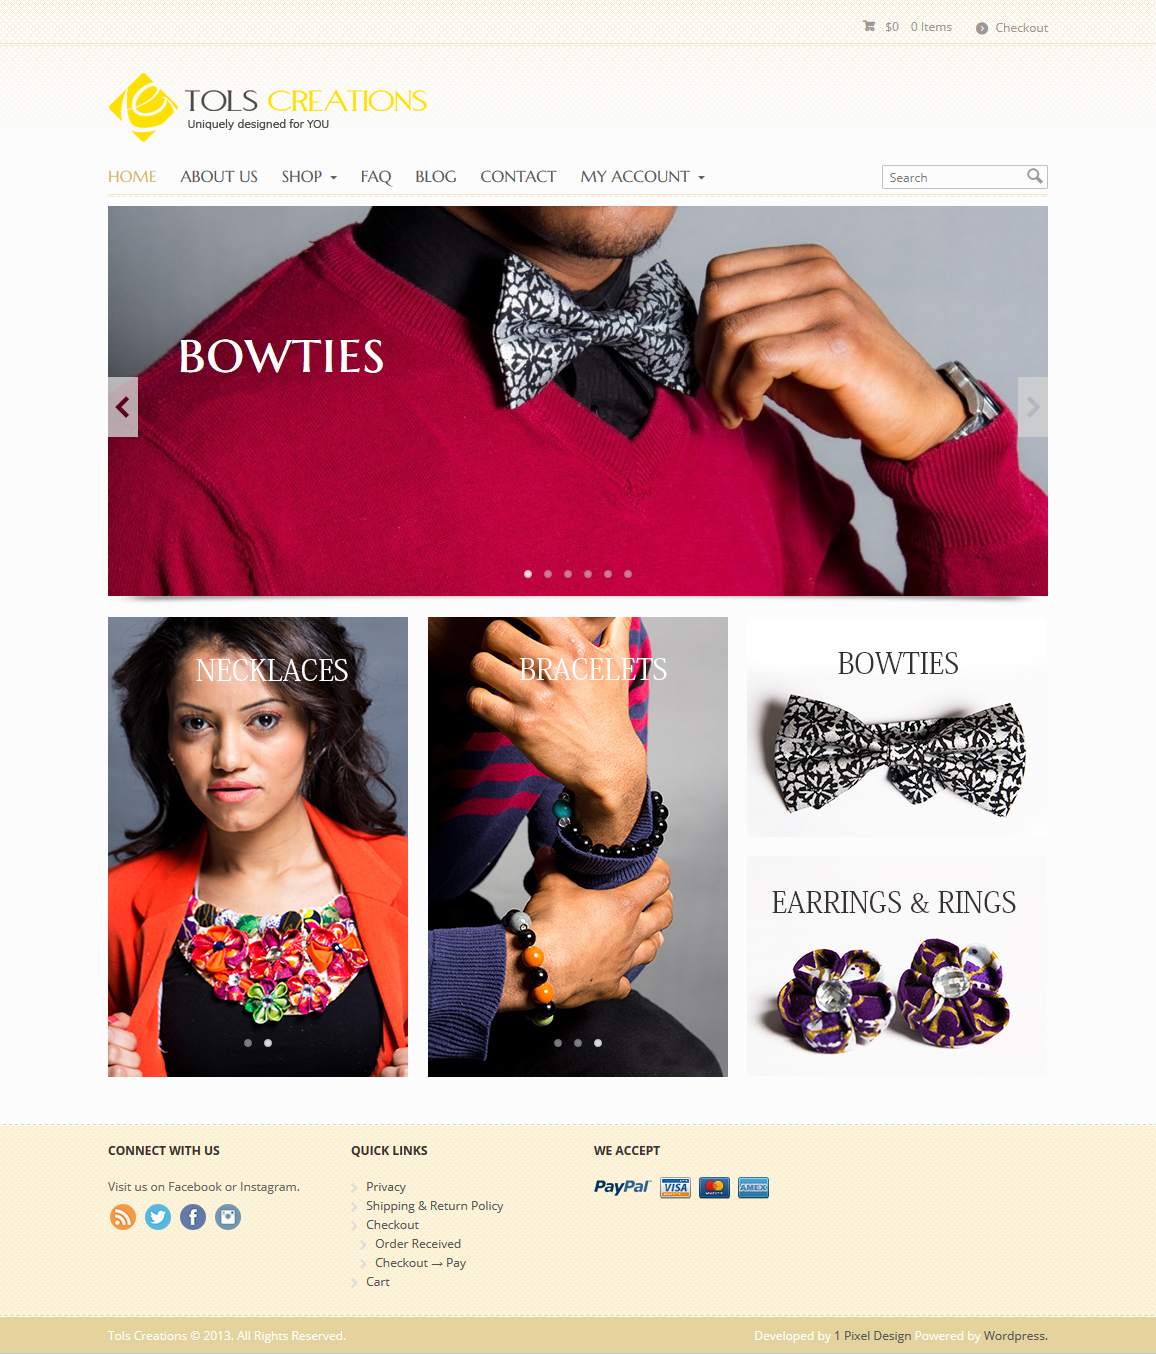 $0 0 Items Checkout
TOLS CREATIONS
Uniquely designed for YOU
HOME ABOUT US SHOP FAQ BLOG CONTACT MY ACCOUNT Search
BOWTIES
NECKLACES
BRACELETS
BOWTIES
EARRINGS & RINGS
CONNECT WITH US
Visit us on Facebook or Instagram.
QUICK LINKS
Privacy
Shipping & Return Policy
Checkout
Order Received
Checkout → Pay
Cart
WE ACCEPT
PayPal VISA MasterCard AMEX
Tols Creations © 2013. All Rights Reserved.
Developed by 1 Pixel Design Powered by Wordpress.